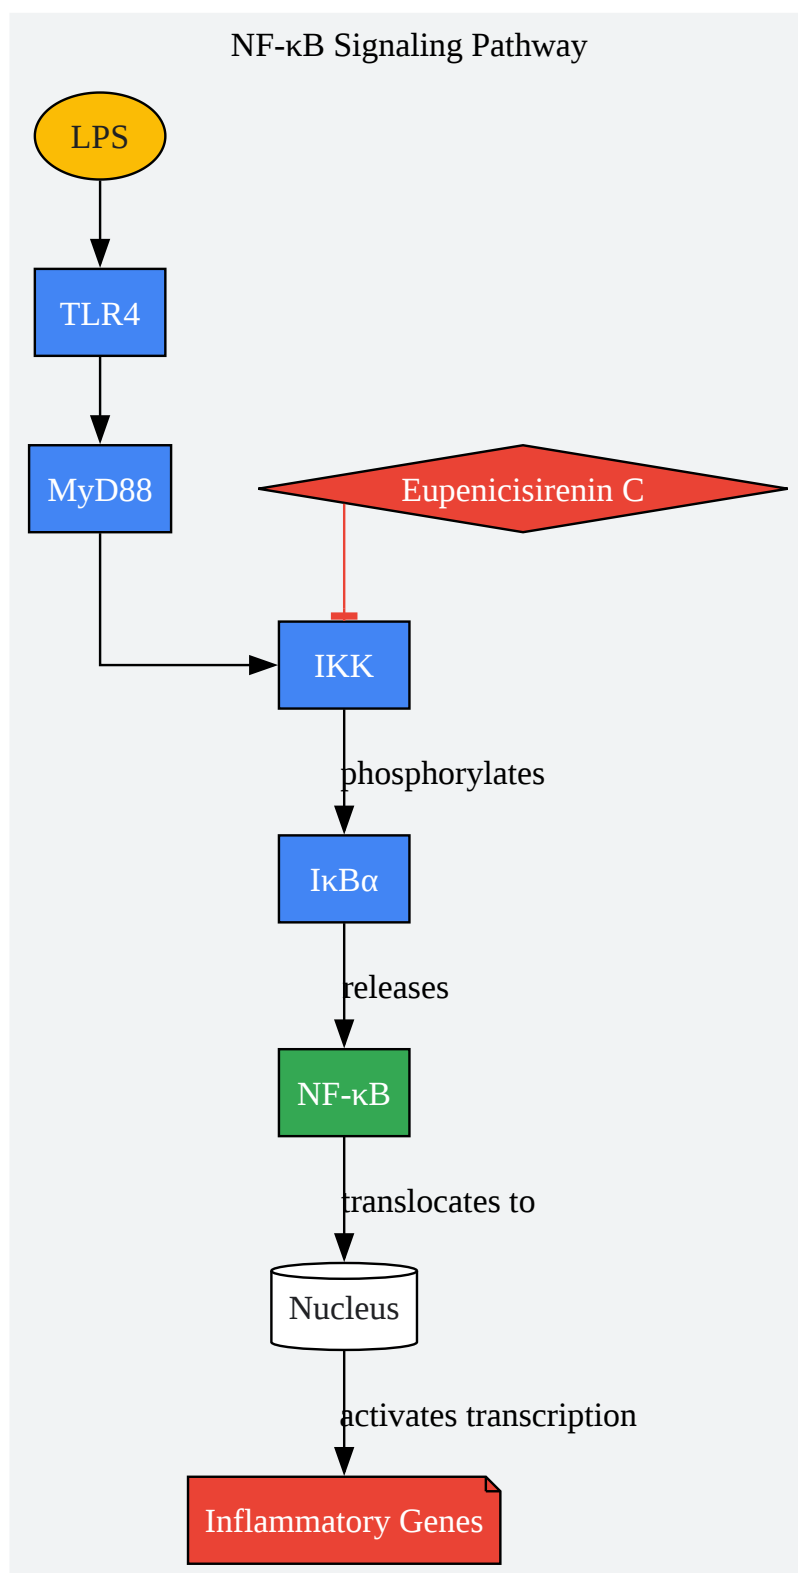 NF-κB Signaling Pathway
LPS
TLR4
MyD88
Eupenicisirenin C
IKK
phosphorylates
IκBα
releases
NF-κB
translocates to
Nucleus
activates transcription
Inflammatory Genes